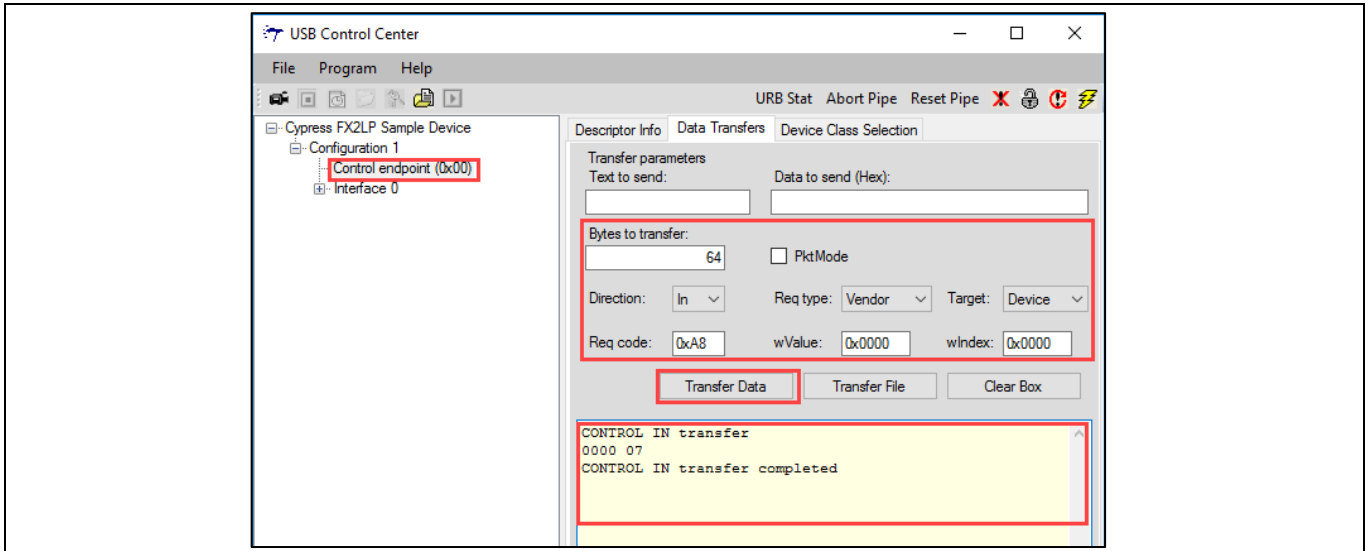 USB Control Center
File Program Help
URB Stat Abort Pipe Reset Pipe
Cypress FX2LP Sample Device
Configuration 1
Control endpoint (0x00)
Interface 0
Descriptor Info Data Transfers Device Class Selection
Transfer parameters
Text to send: Data to send (Hex):
Bytes to transfer:
64 PktMode
Direction: In Req type: Vendor Target: Device
Req code: 0xA8 wValue: 0x0000 wIndex: 0x0000
Transfer Data Transfer File Clear Box
CONTROL IN transfer
0000 07
CONTROL IN transfer completed